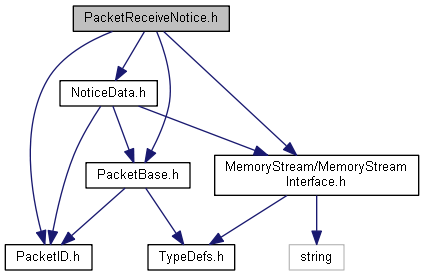 PacketReceiveNotice.h
NoticeData.h
PacketBase.h
MemoryStream/MemoryStream
Interface.h
PacketID.h
TypeDefs.h
string